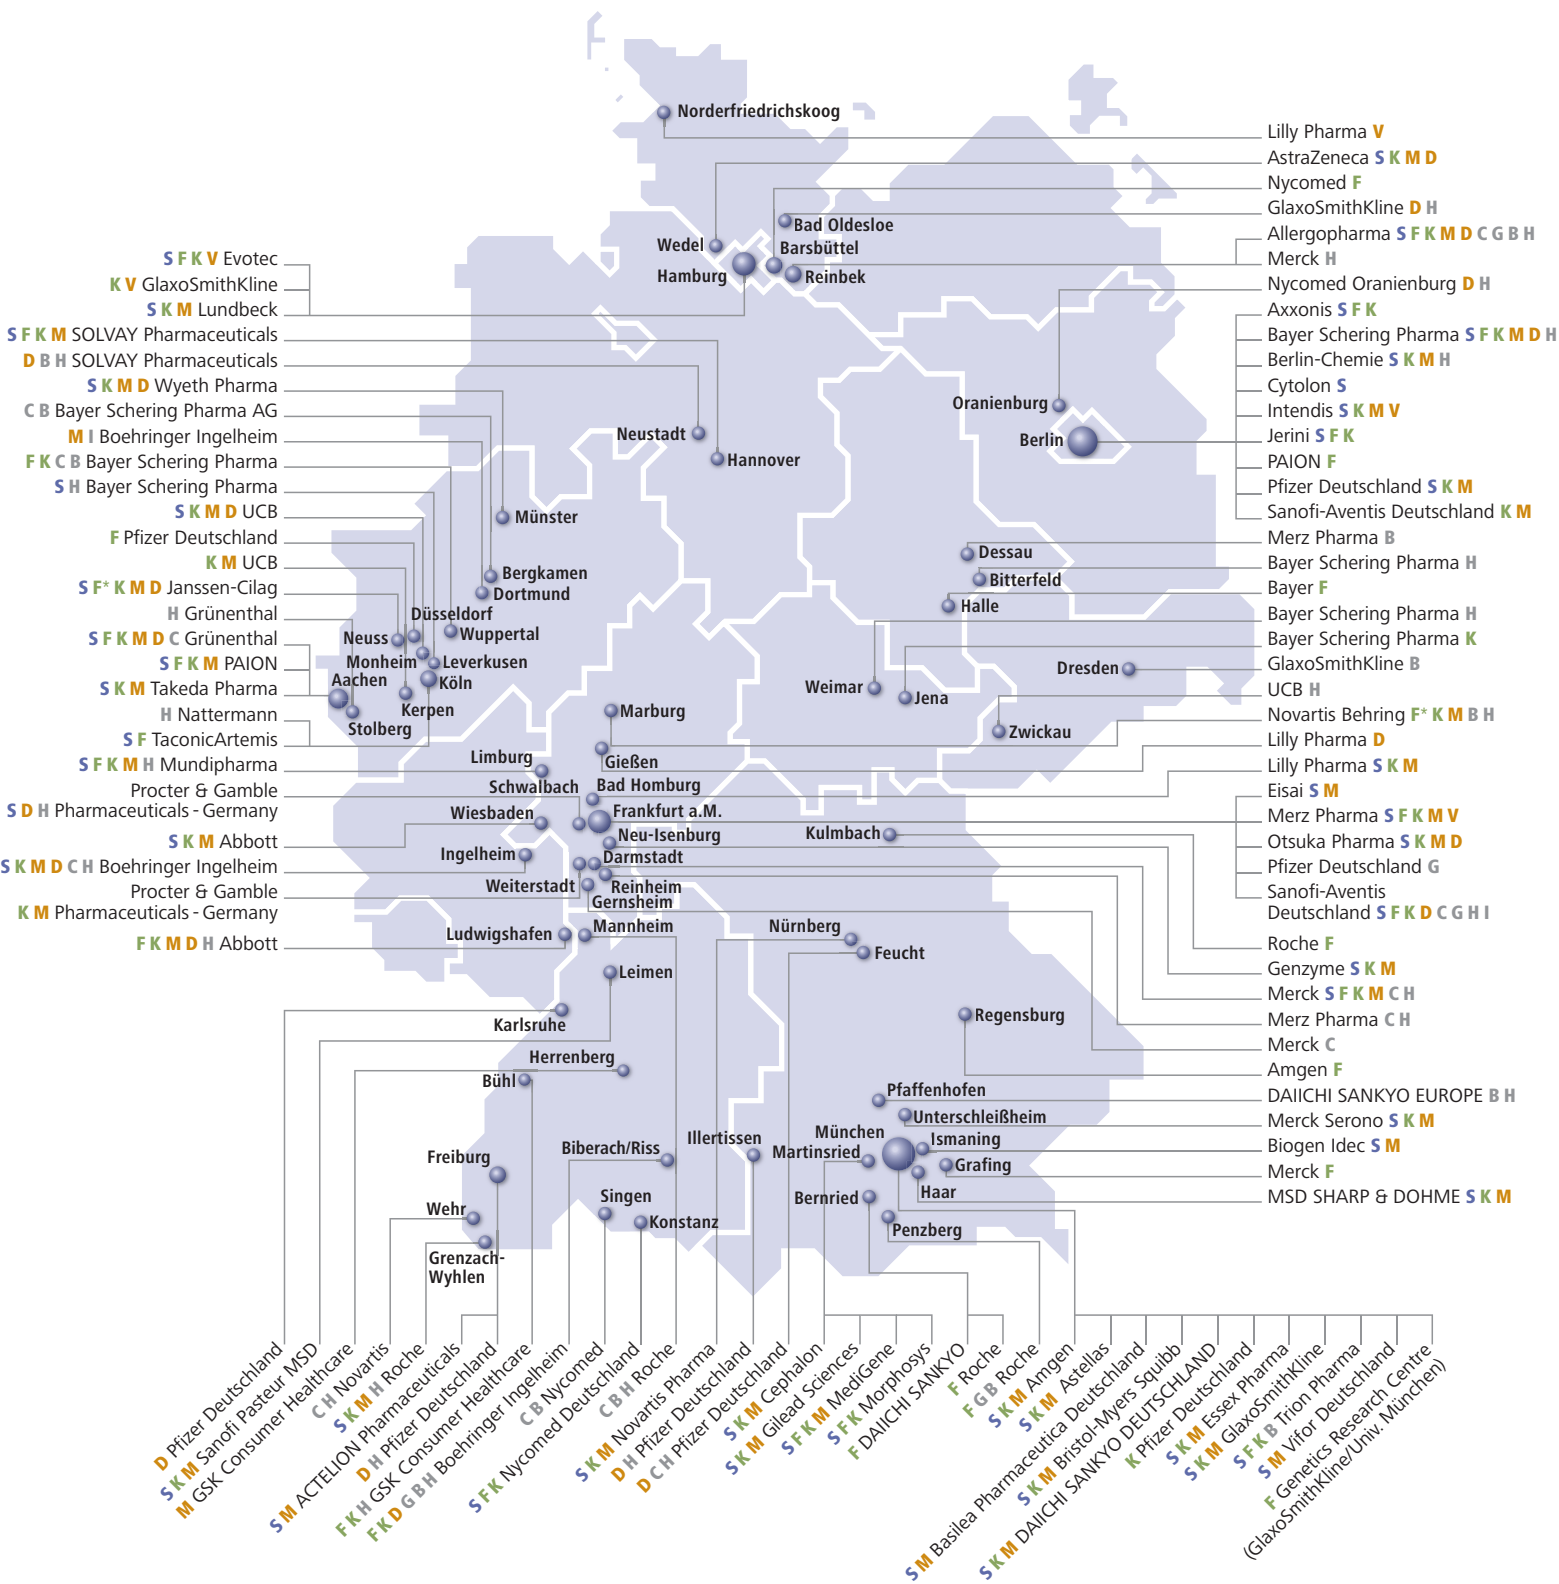 Norderfriedrichskoog
Wedel
Hamburg
Bad Oldesloe
Barsbüttel
Reinbek
Neustadt
Hannover
Oranienburg
Berlin
Münster
Bergkamen
Dortmund
Düsseldorf
Neuss
Wuppertal
Monheim
Leverkusen
Aachen
Köln
Kerpen
Stolberg
Dessau
Bitterfeld
Halle
Weimar
Jena
Dresden
Zwickau
Marburg
Limburg
Gießen
Schwalbach
Bad Homburg
Wiesbaden
Frankfurt a.M.
Neu-Isenburg
Kulmbach
Ingelheim
Darmstadt
Weiterstadt
Reinheim
Gernsheim
Ludwigshafen
Mannheim
Nürnberg
Feucht
Leimen
Karlsruhe
Regensburg
Herrenberg
Bühl
Pfaffenhofen
Unterschleißheim
München
Ismaning
Martinsried
Grafing
Illertissen
Biberach/Riss
Freiburg
Bernried
Haar
Singen
Wehr
Konstanz
Penzberg
Grenzach-
Wyhlen
S F K V Evotec
K V GlaxoSmithKline
S K M Lundbeck
S F K M SOLVAY Pharmaceuticals
D B H SOLVAY Pharmaceuticals
S K M D Wyeth Pharma
C B Bayer Schering Pharma AG
M I Boehringer Ingelheim
F K C B Bayer Schering Pharma
S H Bayer Schering Pharma
S K M D UCB
F Pfizer Deutschland
K M UCB
S F* K M D Janssen-Cilag
H Grünenthal
S F K M D C Grünenthal
S F K M PAION
S K M Takeda Pharma
H Nattermann
S F TaconicArtemis
S F K M H Mundipharma
Procter & Gamble
S D H Pharmaceuticals - Germany
S K M Abbott
S K M D C H Boehringer Ingelheim
Procter & Gamble
K M Pharmaceuticals - Germany
F K M D H Abbott
Lilly Pharma V
AstraZeneca S K M D
Nycomed F
GlaxoSmithKline D H
Allergopharma S F K M D C G B H
Merck H
Nycomed Oranienburg D H
Axxonis S F K
Bayer Schering Pharma S F K M D H
Berlin-Chemie S K M H
Cytolon S
Intendis S K M V
Jerini S F K
PAION F
Pfizer Deutschland S K M
Sanofi-Aventis Deutschland K M
Merz Pharma B
Bayer Schering Pharma H
Bayer F
Bayer Schering Pharma H
Bayer Schering Pharma K
GlaxoSmithKline B
UCB H
Novartis Behring F* K M B H
Lilly Pharma D
Lilly Pharma S K M
Eisai S M
Merz Pharma S F K M V
Otsuka Pharma S K M D
Pfizer Deutschland G
Sanofi-Aventis
Deutschland S F K D C G H I
Roche F
Genzyme S K M
Merck S F K M C H
Merz Pharma C H
Merck C
Amgen F
DAIICHI SANKYO EUROPE B H
Merck Serono S K M
Biogen Idec S M
Merck F
MSD SHARP & DOHME S K M
D Pfizer Deutschland
S K M Sanofi Pasteur MSD
M GSK Consumer Healthcare
C H Novartis
S K M H Roche
S M ACTELION Pharmaceuticals
D H Pfizer Deutschland
F K H GSK Consumer Healthcare
F K D G B H Boehringer Ingelheim
C B Nycomed
S F K Nycomed Deutschland
C B H Roche
S K M Novartis Pharma
D H Pfizer Deutschland
D C H Pfizer Deutschland
S K M Cephalon
S K M Gilead Sciences
S F K M MediGene
S F K Morphosys
F DAIICHI SANKYO
F Roche
F G B Roche
S K M Amgen
S K M Astellas
S M Basilea Pharmaceutica Deutschland
S K M Bristol-Myers Squibb
S K M DAIICHI SANKYO DEUTSCHLAND
K Pfizer Deutschland
S K M Essex Pharma
S K M GlaxoSmithKline
S F K B Trion Pharma
S M Vifor Deutschland
F Genetics Research Centre
(GlaxoSmithKline/Univ. München)